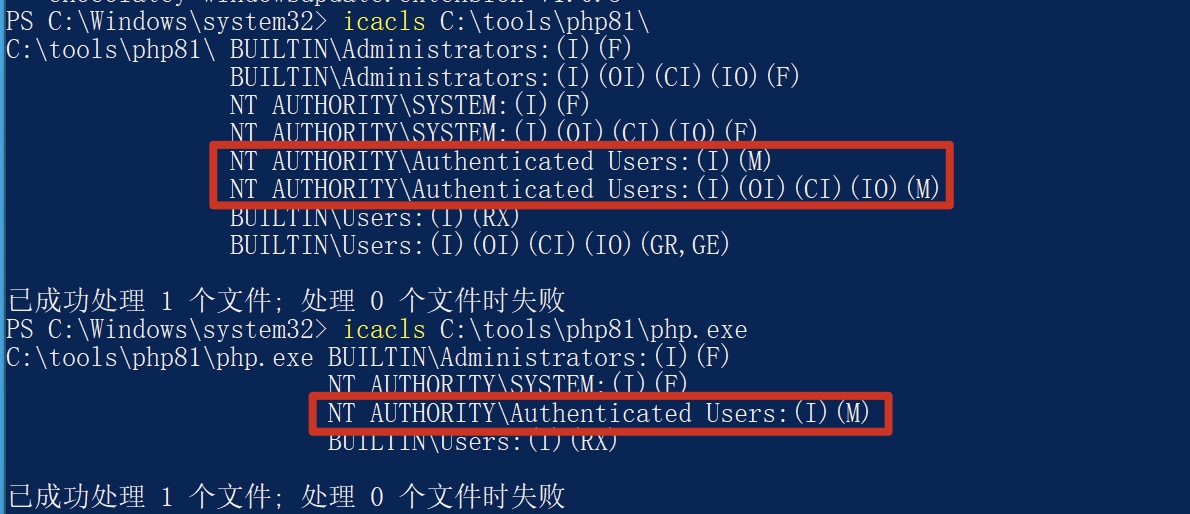 PS C:\Windows\system32> icacls C:\tools\php81\
C:\tools\php81\ BUILTIN\Administrators:(I)(F)
BUILTIN\Administrators:(I)(OI)(CI)(IO)(F)
NT AUTHORITY\SYSTEM:(I)(F)
NT AUTHORITY\SYSTEM:(I)(OI)(CI)(IO)(F)
NT AUTHORITY\Authenticated Users:(I)(M)
NT AUTHORITY\Authenticated Users:(I)(OI)(CI)(IO)(M)
BUILTIN\Users:(I)(RX)
BUILTIN\Users:(I)(OI)(CI)(IO)(GR,GE)
已成功处理 1 个文件; 处理 0 个文件时失败
PS C:\Windows\system32> icacls C:\tools\php81\php.exe
C:\tools\php81\php.exe BUILTIN\Administrators:(I)(F)
NT AUTHORITY\SYSTEM:(I)(F)
NT AUTHORITY\Authenticated Users:(I)(M)
BUILTIN\Users:(I)(RX)
已成功处理 1 个文件; 处理 0 个文件时失败